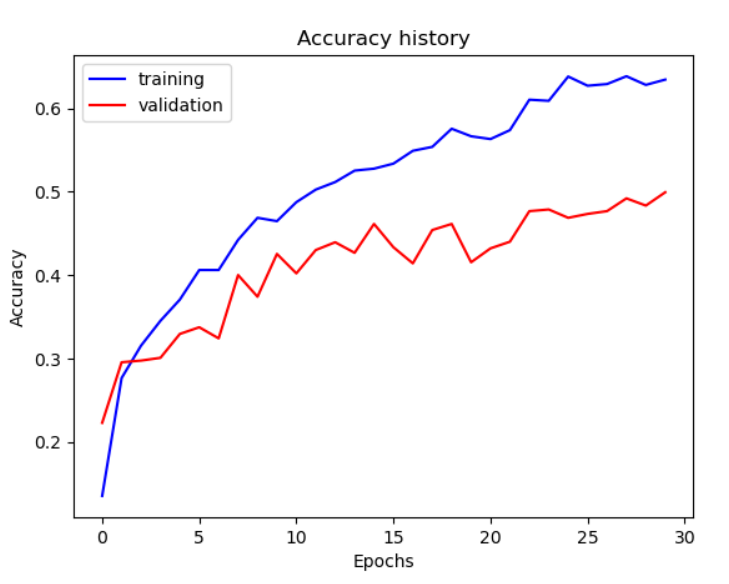 Accuracy history
training
validation
0.6
0.5
0.4
0.3
0.2
Accuracy
0 5 10 15 20 25 30
Epochs